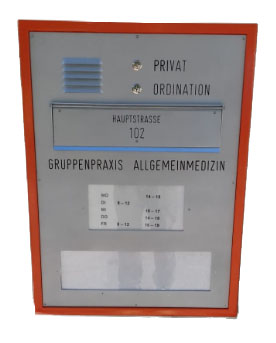 PRIVAT
ORDINATION
HAUPTSTRASSE
102
GRUPPENPRAXIS ALLGEMEINMEDIZIN
MO
DI 8-12
MI
DO
FR 8-12